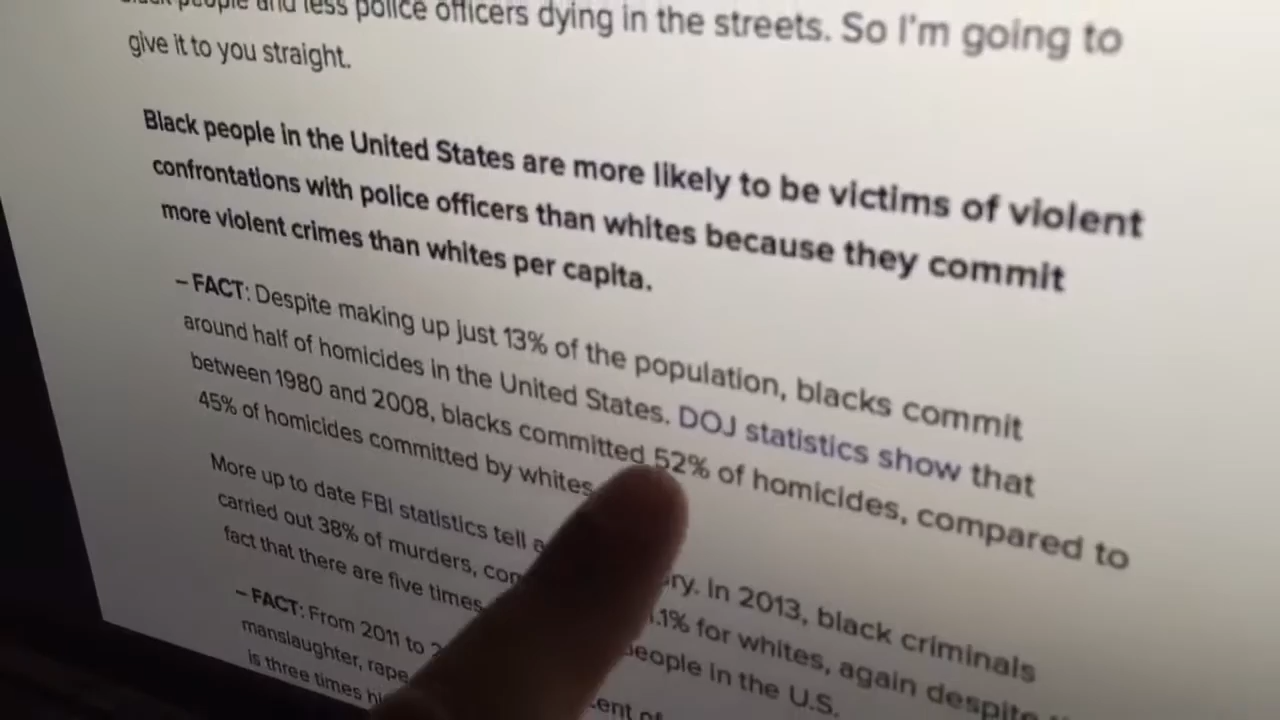 people and less police officers dying in the streets. So I'm going to
give it to you straight.
Black people in the United States are more likely to be victims of violent
confrontations with police officers than whites because they commit
more violent crimes than whites per capita.
– FACT: Despite making up just 13% of the population, blacks commit
around half of homicides in the United States. DOJ statistics show that
between 1980 and 2008, blacks committed 52% of homicides, compared to
45% of homicides committed by whites
More up to date FBI statistics tell a ry. In 2013, black criminals
carried out 38% of murders, .1% for whites, again despite
fact that there are five times people in the U.S.
– FACT: From 2011 to
manslaughter, rape
is three times